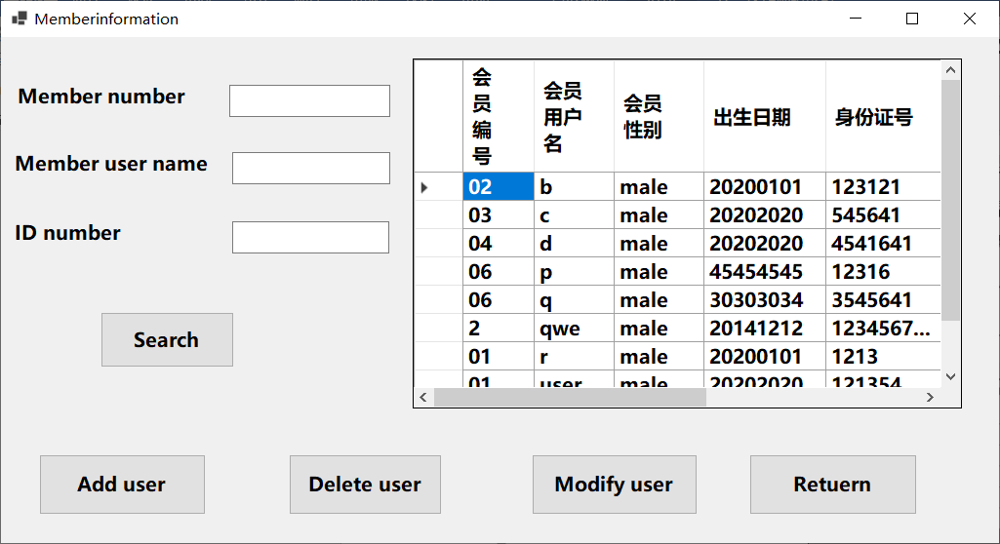 Memberinformation
Member number
Member user name
ID number
Search
会员编号 会员用户名 会员性别 出生日期 身份证号
02 b male 20200101 123121
03 c male 20202020 545641
04 d male 20202020 4541641
06 p male 45454545 12316
06 q male 30303034 3545641
2 qwe male 20141212 1234567...
01 r male 20200101 1213
01 user male 20202020 121354
Add user
Delete user
Modify user
Retuern